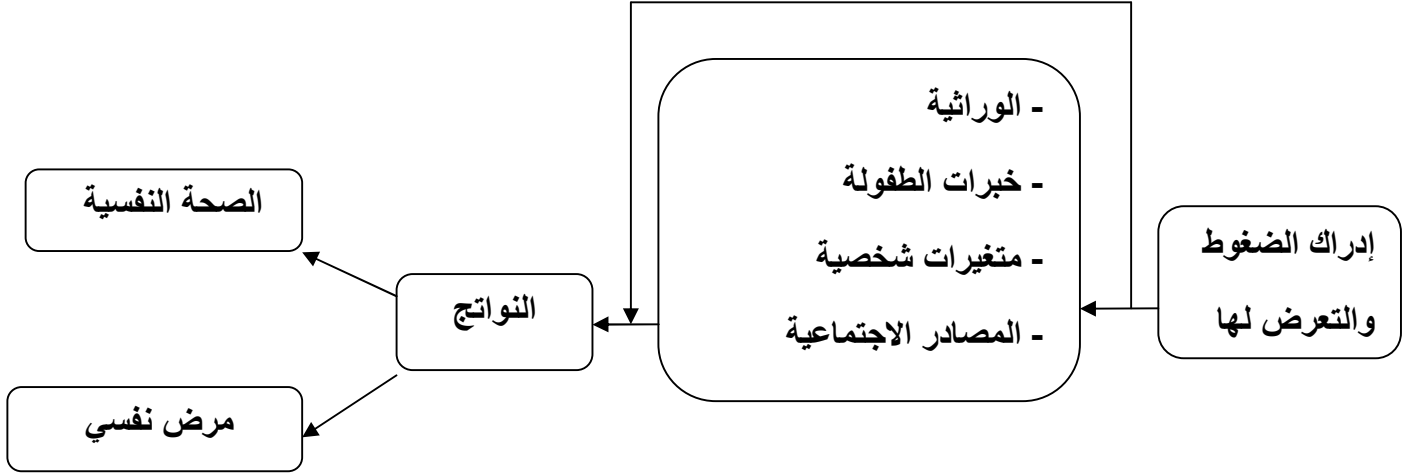 إدراك الضغوط
والتعرض لها
- الوراثية
- خبرات الطفولة
- متغيرات شخصية
- المصادر الاجتماعية
النواتج
الصحة النفسية
مرض نفسي